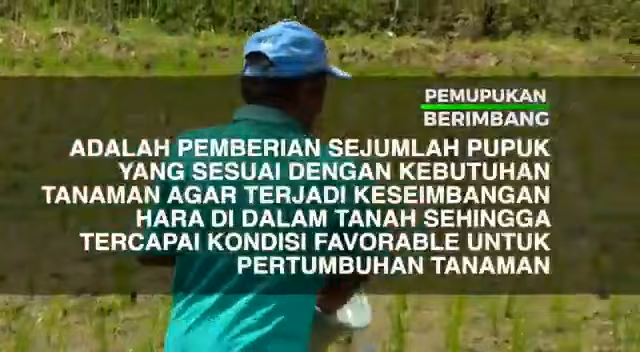 PEMUPUKAN
BERIMBANG
ADALAH PEMBERIAN SEJUMLAH PUPUK
YANG SESUAI DENGAN KEBUTUHAN
TANAMAN AGAR TERJADI KESEIMBANGAN
HARA DI DALAM TANAH SEHINGGA
TERCAPAI KONDISI FAVORABLE UNTUK
PERTUMBUHAN TANAMAN